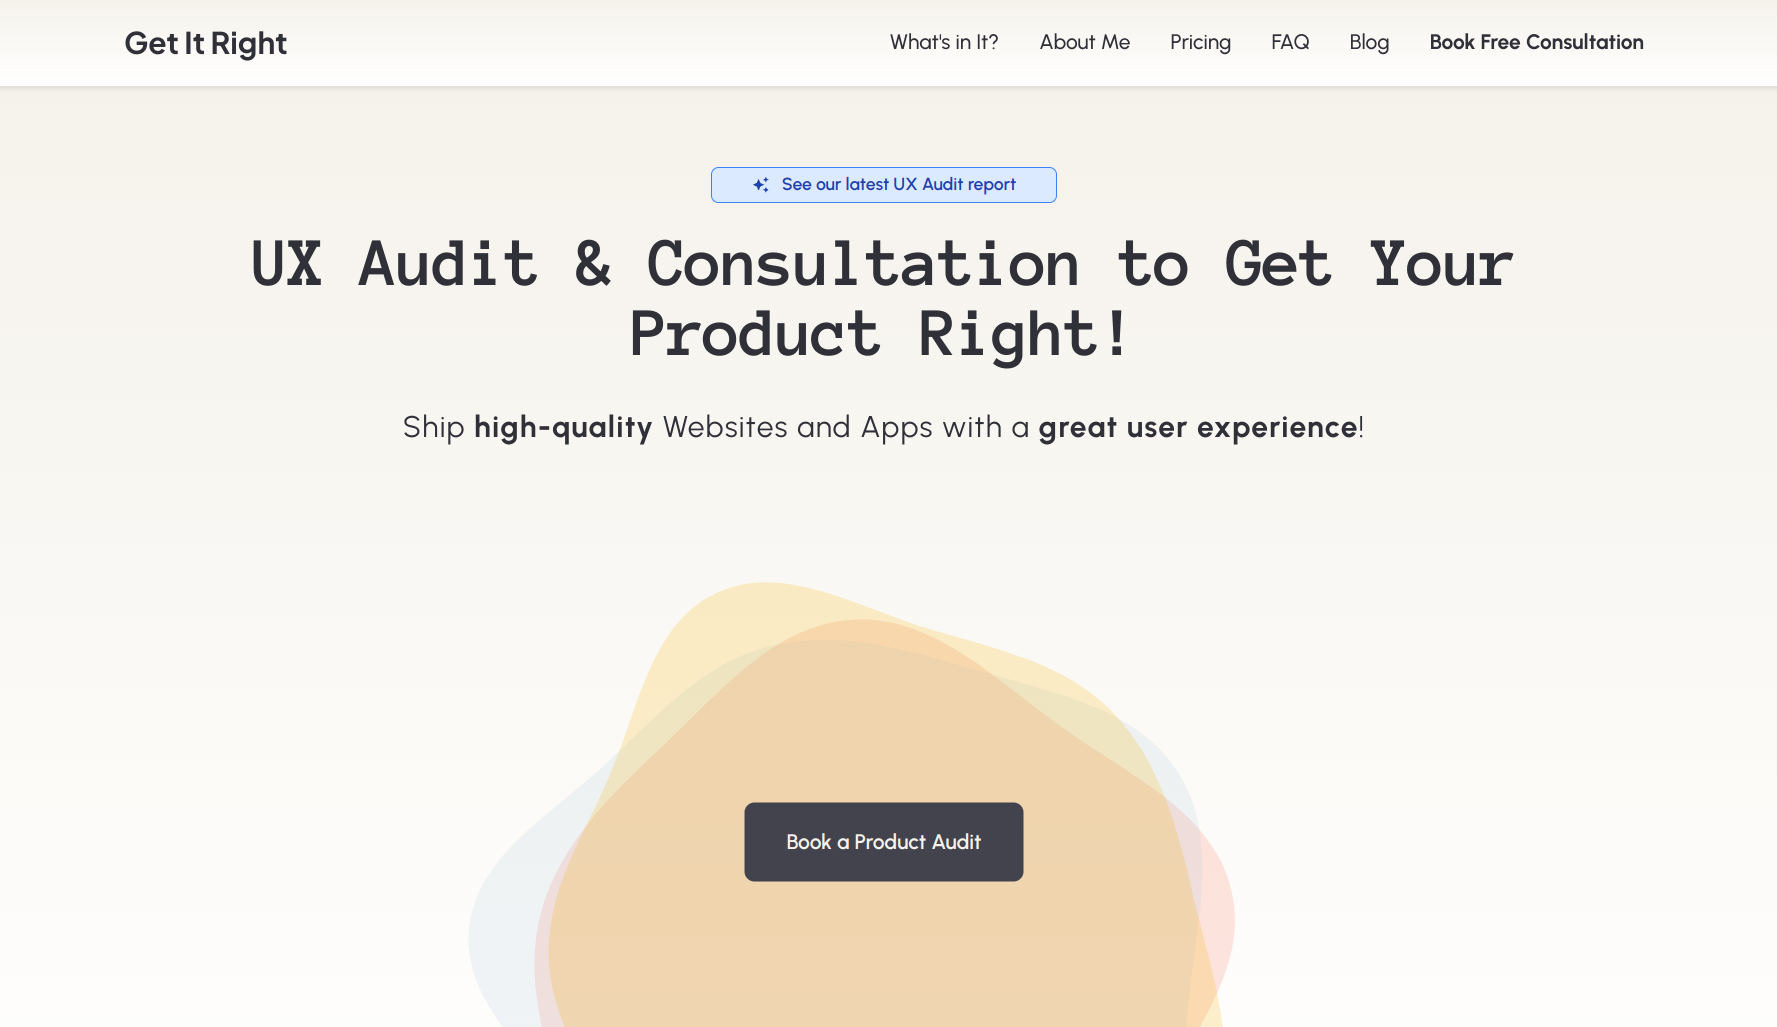 Get It Right
What's in It? About Me Pricing FAQ Blog Book Free Consultation
See our latest UX Audit report
UX Audit & Consultation to Get Your
Product Right!
Ship high-quality Websites and Apps with a great user experience!
Book a Product Audit